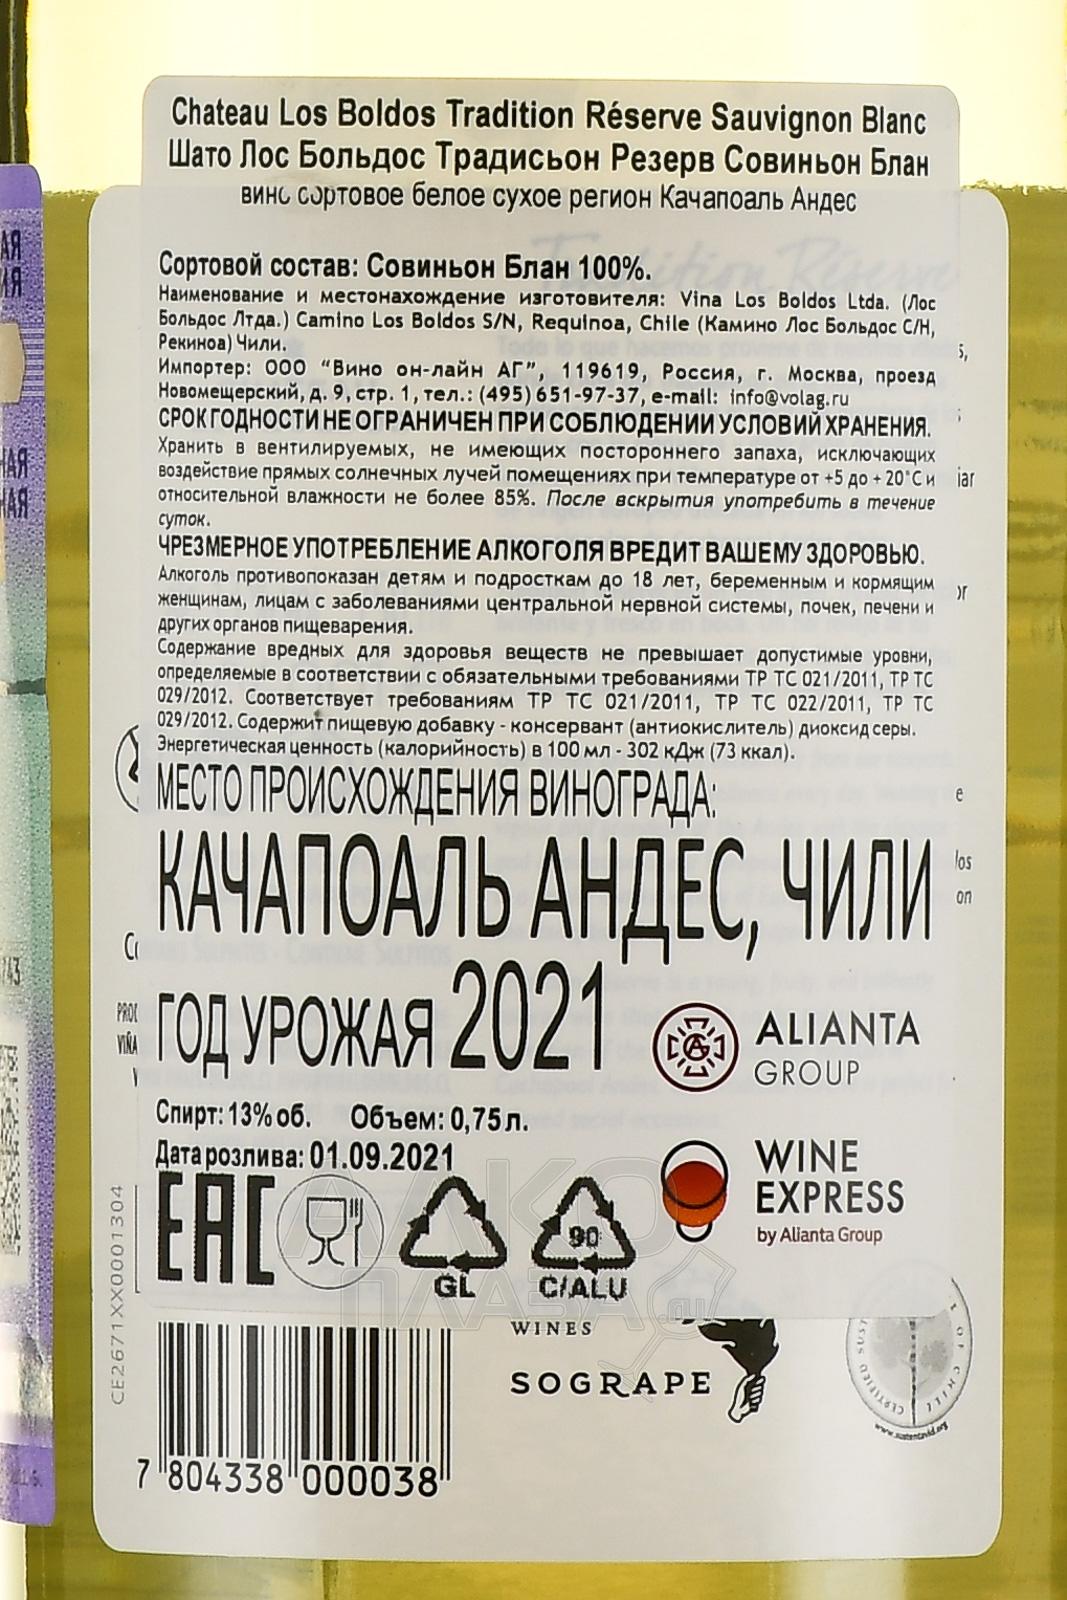 Chateau Los Boldos Tradition Réserve Sauvignon Blanc
Шато Лос Больдос Традисьон Резерв Совиньон Блан
вино сортовое белое сухое регион Качапоаль Андес
Сортовой состав: Совиньон Блан 100%.
Наименование и местонахождение изготовителя: Vina Los Boldos Ltda. (Лос
Больдос Лтда.) Camino Los Boldos S/N, Requinoa, Chile (Камино Лос Больдос С/Н,
Рекиноа) Чили.
Импортер: ООО "Вино он-лайн АГ", 119619, Россия, г. Москва, проезд
Новомещерский, д. 9, стр. 1, тел.: (495) 651-97-37, e-mail: info@volag.ru
СРОК ГОДНОСТИ НЕ ОГРАНИЧЕН ПРИ СОБЛЮДЕНИИ УСЛОВИЙ ХРАНЕНИЯ.
Хранить в вентилируемых, не имеющих постороннего запаха, исключающих
воздействие прямых солнечных лучей помещениях при температуре от +5 до + 20°С и
относительной влажности не более 85%. После вскрытия употребить в течение
суток.
ЧРЕЗМЕРНОЕ УПОТРЕБЛЕНИЕ АЛКОГОЛЯ ВРЕДИТ ВАШЕМУ ЗДОРОВЬЮ.
Алкоголь противопоказан детям и подросткам до 18 лет, беременным и кормящим
женщинам, лицам с заболеваниями центральной нервной системы, почек, печени и
других органов пищеварения.
Содержание вредных для здоровья веществ не превышает допустимые уровни,
определяемые в соответствии с обязательными требованиями ТР ТС 021/2011, ТР ТС
029/2012. Соответствует требованиям ТР ТС 021/2011, ТР ТС 022/2011, ТР ТС
029/2012. Содержит пищевую добавку - консервант (антиокислитель) диоксид серы.
Энергетическая ценность (калорийность) в 100 мл - 302 кДж (73 ккал).
МЕСТО ПРОИСХОЖДЕНИЯ ВИНОГРАДА:
КАЧАПОАЛЬ АНДЕС, ЧИЛИ
ГОД УРОЖАЯ 2021
ALIANTA
GROUP
Спирт: 13% об. Объем: 0,75 л.
Дата розлива: 01.09.2021
WINE
EXPRESS
by Alianta Group
EAC
GL
90
C/ALU
WINES
SOGRAPE
CE2671XX0001304
7 804338 000038
www.sustentavid.org
АЛКО
ПЛАЗА.ru